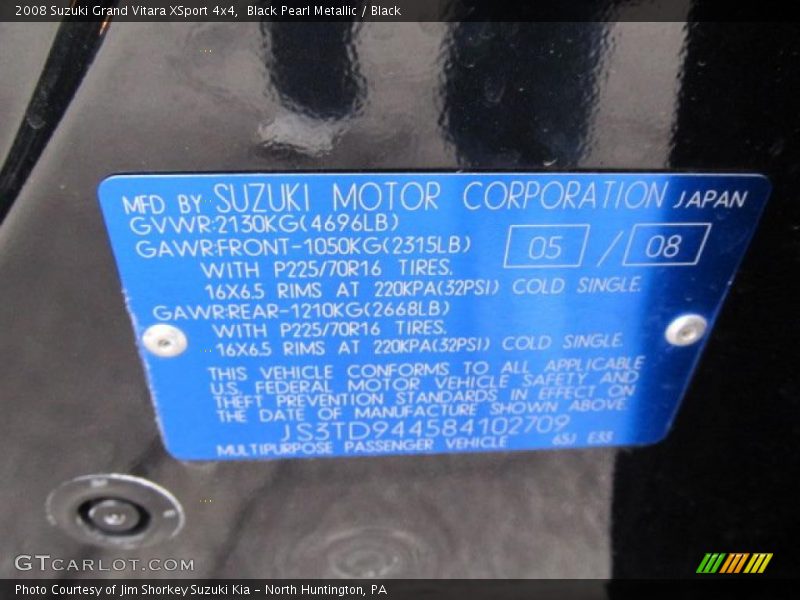 2008 Suzuki Grand Vitara XSport 4x4,  Black Pearl Metallic / Black
MFD BY SUZUKI MOTOR CORPORATION JAPAN
GVWR:2130KG(4696LB)
GAWR:FRONT-1050KG(2315LB) 05 / 08
WITH P225/70R16 TIRES,
16X6.5 RIMS AT 220KPA(32PSI) COLD SINGLE.
GAWR:REAR-1210KG(2668LB)
WITH P225/70R16 TIRES.
16X6.5 RIMS AT 220KPA(32PSI) COLD SINGLE.
THIS VEHICLE CONFORMS TO ALL APPLICABLE
U.S. FEDERAL MOTOR VEHICLE SAFETY AND
THEFT PREVENTION STANDARDS IN EFFECT ON
THE DATE OF MANUFACTURE SHOWN ABOVE.
JS3TD944584102709
MULTIPURPOSE PASSENGER VEHICLE
GTCARLOT.COM
Photo Courtesy of Jim Shorkey Suzuki Kia – North Huntington, PA